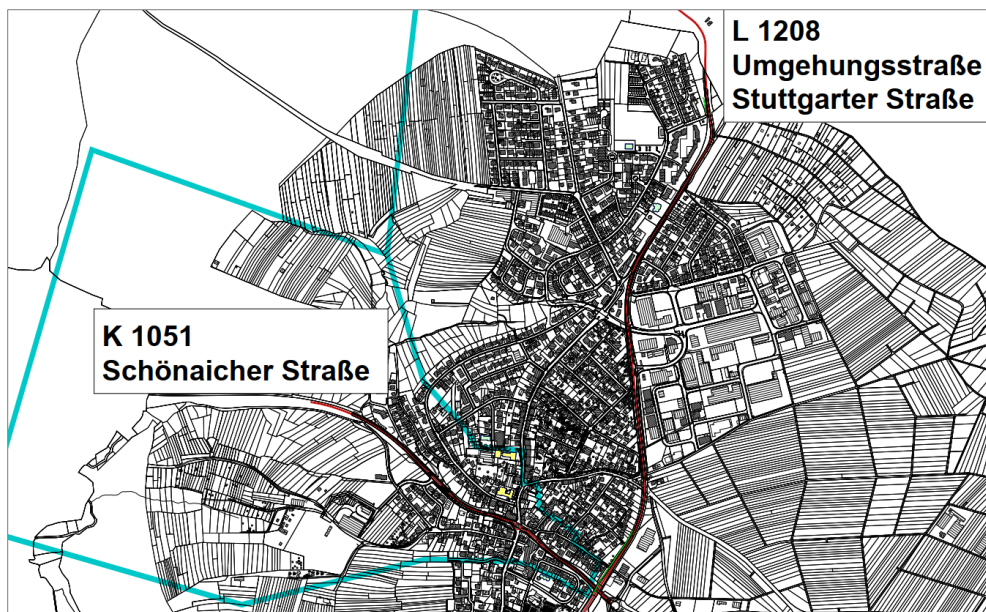 L 1208
Umgehungsstraße
Stuttgarter Straße
K 1051
Schönaicher Straße